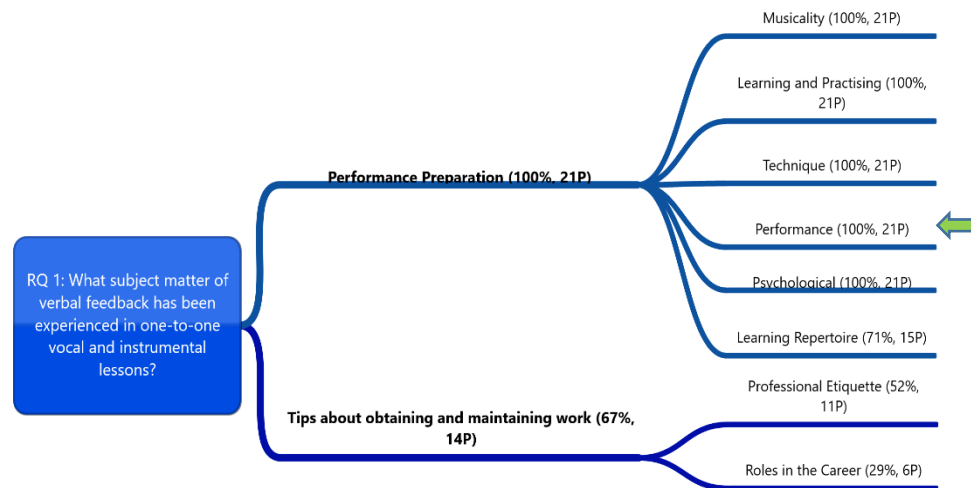 RQ 1: What subject matter of
verbal feedback has been
experienced in one-to-one
vocal and instrumental
lessons?
Performance Preparation (100%, 21P)
Musicality (100%, 21P)
Learning and Practising (100%,
21P)
Technique (100%, 21P)
Performance (100%, 21P)
Psychological (100%, 21P)
Learning Repertoire (71%, 15P)
Tips about obtaining and maintaining work (67%,
14P)
Professional Etiquette (52%,
11P)
Roles in the Career (29%, 6P)